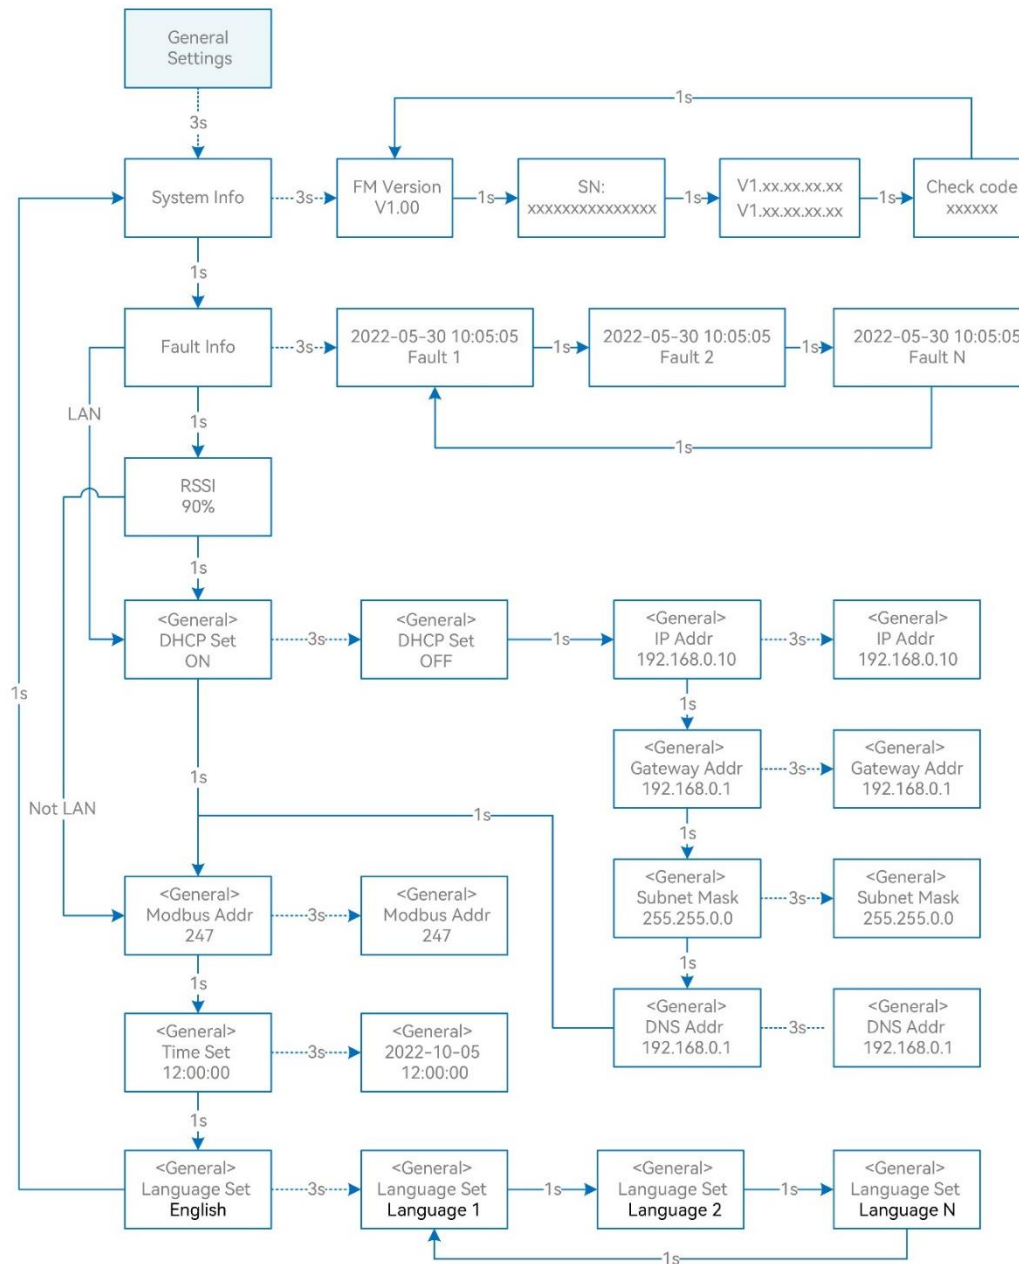 General
Settings
3s
1s
System Info
3s
FM Version
V1.00
1s
SN:
xxxxxxxxxxxxxxx
1s
V1.xx.xx.xx.xx
V1.xx.xx.xx.xx
1s
Check code
xxxxxx
1s
Fault Info
3s
2022-05-30 10:05:05
Fault 1
1s
2022-05-30 10:05:05
Fault 2
1s
2022-05-30 10:05:05
Fault N
LAN
1s
1s
RSSI
90%
1s
<General>
DHCP Set
ON
3s
<General>
DHCP Set
OFF
1s
<General>
IP Addr
192.168.0.10
3s
<General>
IP Addr
192.168.0.10
1s
1s
<General>
Gateway Addr
192.168.0.1
3s
<General>
Gateway Addr
192.168.0.1
1s
Not LAN
1s
1s
<General>
Subnet Mask
255.255.0.0
3s
<General>
Subnet Mask
255.255.0.0
<General>
Modbus Addr
247
3s
<General>
Modbus Addr
247
1s
1s
<General>
DNS Addr
192.168.0.1
3s
<General>
DNS Addr
192.168.0.1
<General>
Time Set
12:00:00
3s
<General>
2022-10-05
12:00:00
1s
<General>
Language Set
English
3s
<General>
Language Set
Language 1
1s
<General>
Language Set
Language 2
1s
<General>
Language Set
Language N
1s